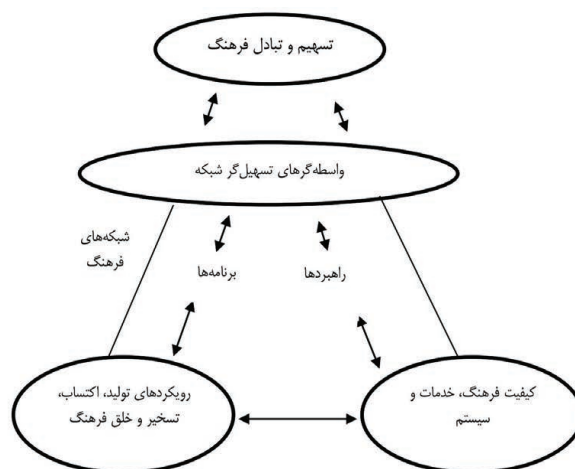 تسهیم و تبادل فرهنگ
واسطه‌گرهای تسهیل‌گر شبکه
شبکه‌های
فرهنگ
برنامه‌ها
راهبردها
رویکردهای تولید، اکتساب،
تسخیر و خلق فرهنگ
کیفیت فرهنگ، خدمات و
سیستم